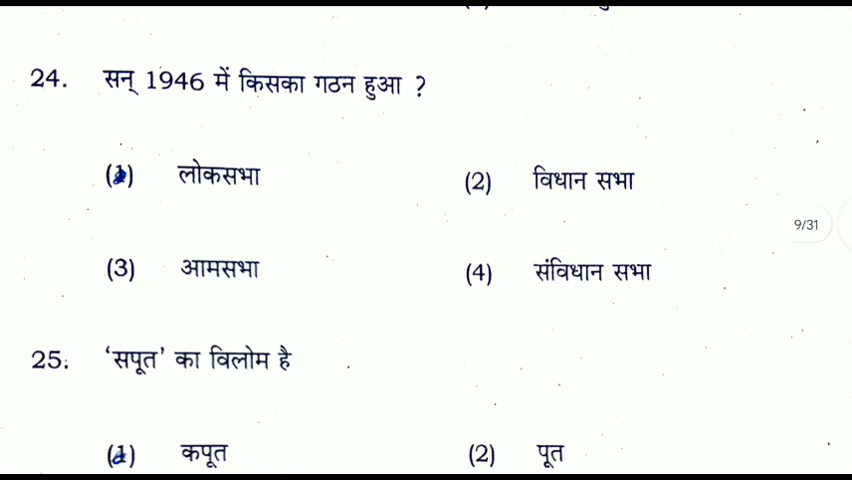 24. सन् 1946 में किसका गठन हुआ ?
(1) लोकसभा (2) विधान सभा
9/31
(3) आमसभा (4) संविधान सभा
25. ‘सपूत’ का विलोम है
(1) कपूत (2) पूत